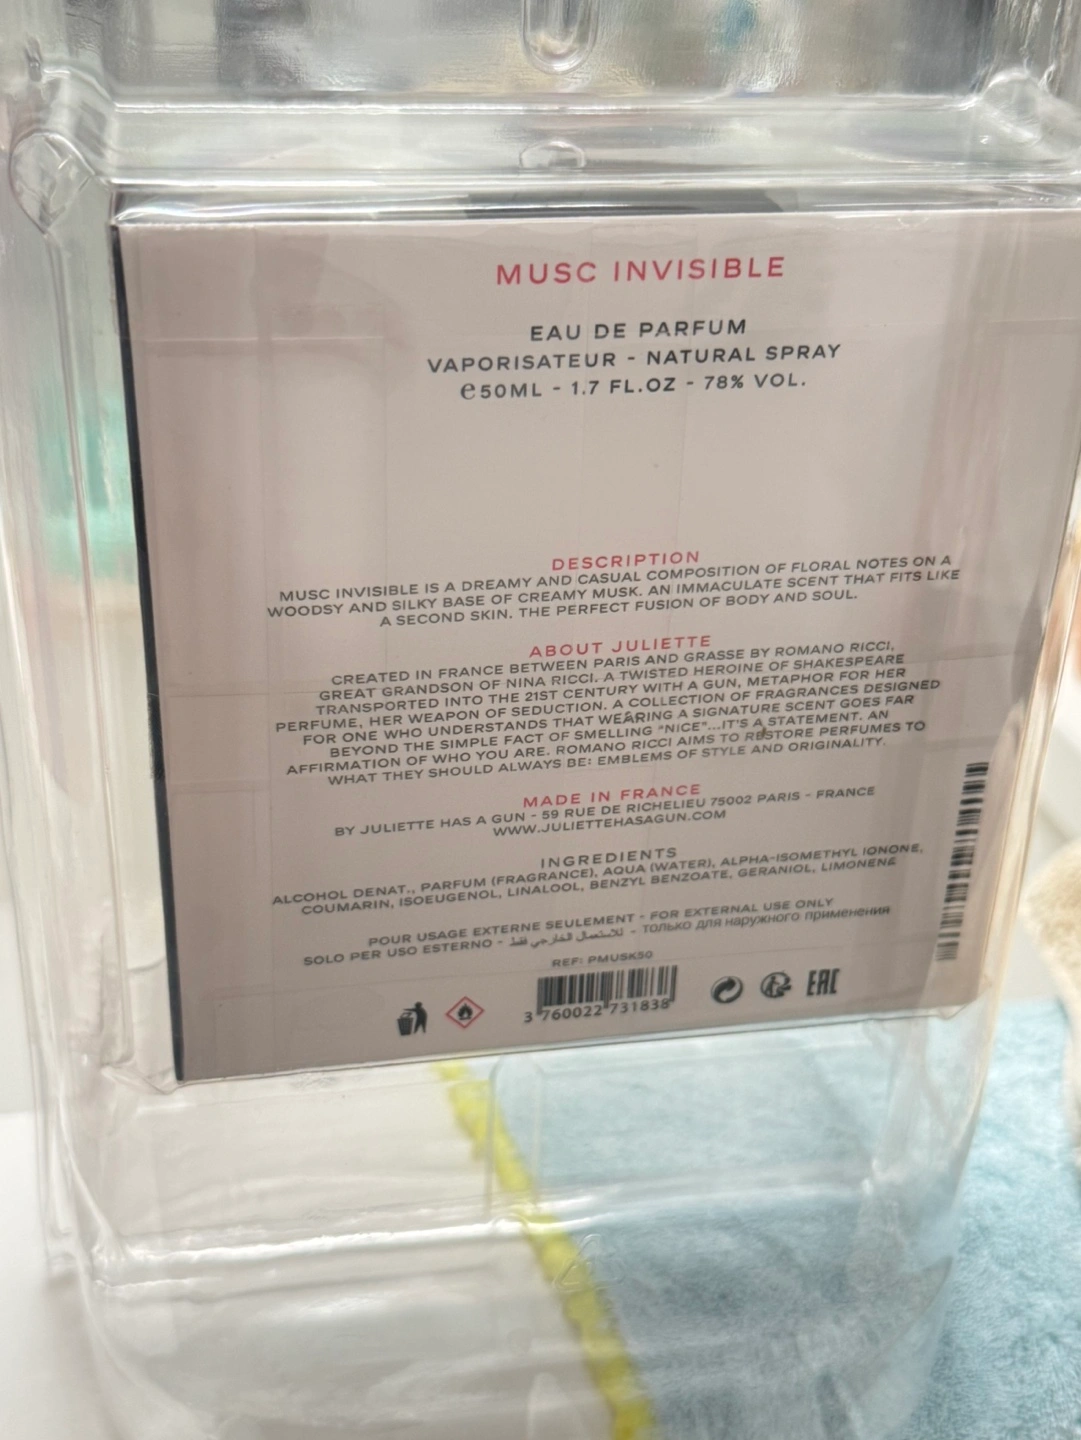 MUSC INVISIBLE
EAU DE PARFUM
VAPORISATEUR - NATURAL SPRAY
e50ML - 1.7 FL.OZ - 78% VOL.
DESCRIPTION
MUSC INVISIBLE IS A DREAMY AND CASUAL COMPOSITION OF FLORAL NOTES ON A
WOODSY AND SILKY BASE OF CREAMY MUSK. AN IMMACULATE SCENT THAT FITS LIKE
A SECOND SKIN. THE PERFECT FUSION OF BODY AND SOUL.
ABOUT JULIETTE
CREATED IN FRANCE BETWEEN PARIS AND GRASSE BY ROMANO RICCI,
GREAT GRANDSON OF NINA RICCI. A TWISTED HEROINE OF SHAKESPEARE
TRANSPORTED INTO THE 21ST CENTURY WITH A GUN, METAPHOR FOR HER
PERFUME, HER WEAPON OF SEDUCTION. A COLLECTION OF FRAGRANCES DESIGNED
FOR ONE WHO UNDERSTANDS THAT WEARING A SIGNATURE SCENT GOES FAR
BEYOND THE SIMPLE FACT OF SMELLING "NICE"...IT'S A STATEMENT. AN
AFFIRMATION OF WHO YOU ARE. ROMANO RICCI AIMS TO RESTORE PERFUMES TO
WHAT THEY SHOULD ALWAYS BE: EMBLEMS OF STYLE AND ORIGINALITY.
MADE IN FRANCE
BY JULIETTE HAS A GUN - 59 RUE DE RICHELIEU 75002 PARIS - FRANCE
WWW.JULIETTEHASAGUN.COM
INGREDIENTS
ALCOHOL DENAT., PARFUM (FRAGRANCE), AQUA (WATER), ALPHA-ISOMETHYL IONONE,
COUMARIN, ISOEUGENOL, LINALOOL, BENZYL BENZOATE, GERANIOL, LIMONENE
POUR USAGE EXTERNE SEULEMENT - FOR EXTERNAL USE ONLY
SOLO PER USO ESTERNO - للاستعمال الخارجي فقط - только для наружного применения
REF: PMUSK50
3 760022 731838
EAC